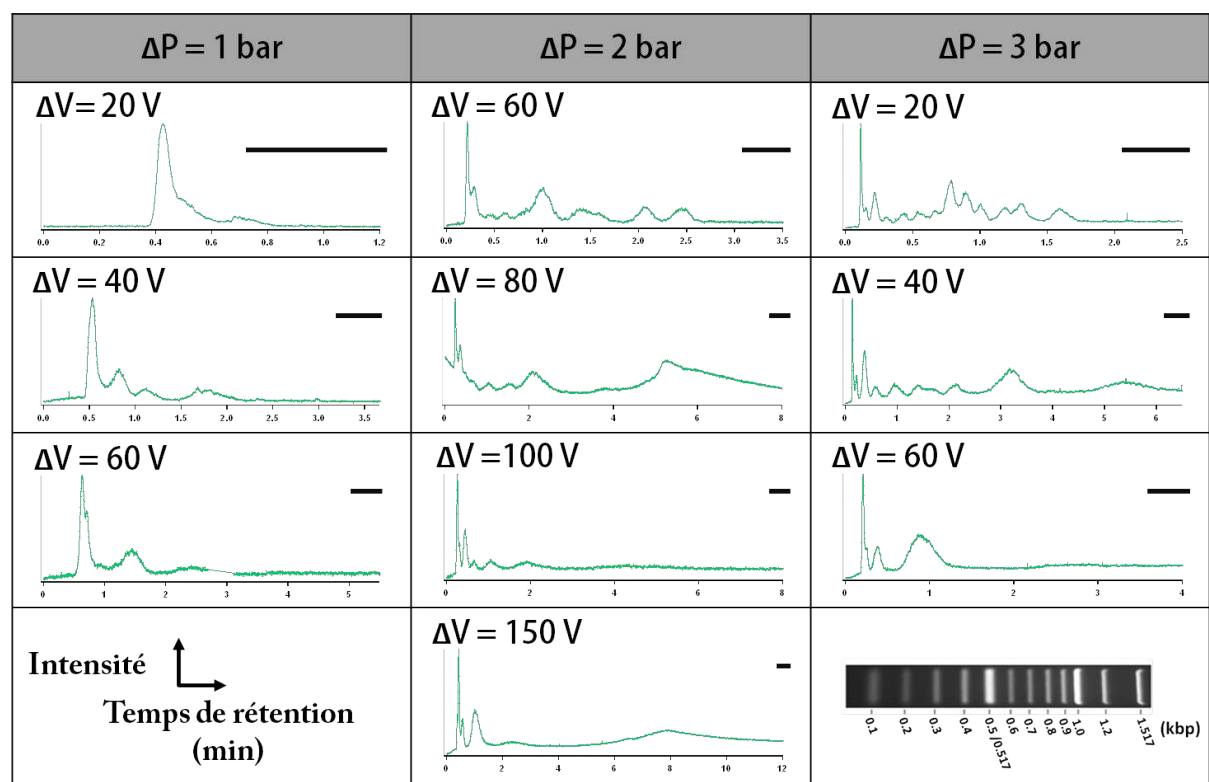 ΔP = 1 bar
ΔP = 2 bar
ΔP = 3 bar
ΔV= 20 V
0.0 0.2 0.4 0.6 0.8 1.0 1.2
ΔV = 60 V
0.0 0.5 1.0 1.5 2.0 2.5 3.0 3.5
ΔV = 20 V
0.0 0.5 1.0 1.5 2.0 2.5
ΔV = 40 V
0.0 0.5 1.0 1.5 2.0 2.5 3.0 3.5
ΔV = 80 V
0 2 4 6 8
ΔV = 40 V
0 1 2 3 4 5 6
ΔV = 60 V
0 1 2 3 4 5
ΔV =100 V
0 2 4 6 8
ΔV = 60 V
0 1 2 3 4
Intensité
Temps de rétention
(min)
ΔV = 150 V
0 2 4 6 8 10 12
0.1 0.2 0.3 0.4 0.5 /0.517 0.6 0.7 0.8 0.9 1.0 1.2 1.517 (kbp)